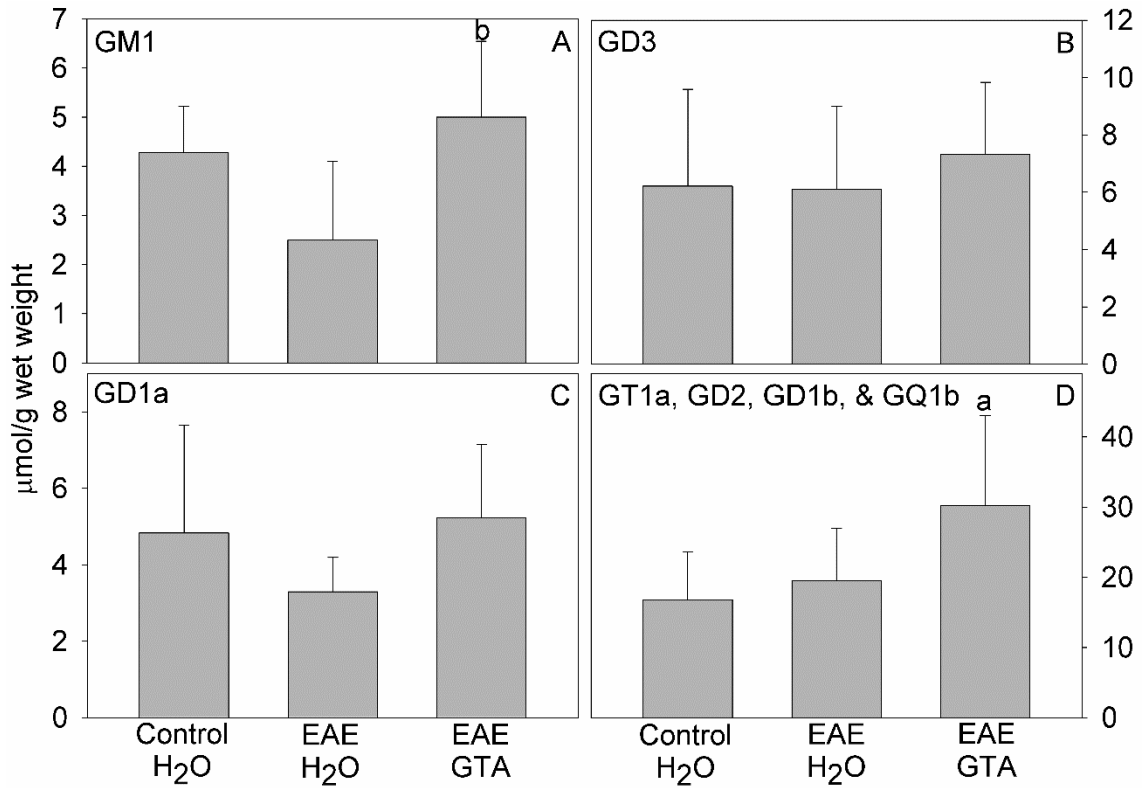 μmol/g wet weight
GM1
A
b
7
6
5
4
3
2
1
0
GD3
B
12
10
8
6
4
2
0
GD1a
C
8
6
4
2
0
GT1a, GD2, GD1b, & GQ1b
a
D
40
30
20
10
0
Control
H₂O
EAE
H₂O
EAE
GTA
Control
H₂O
EAE
H₂O
EAE
GTA